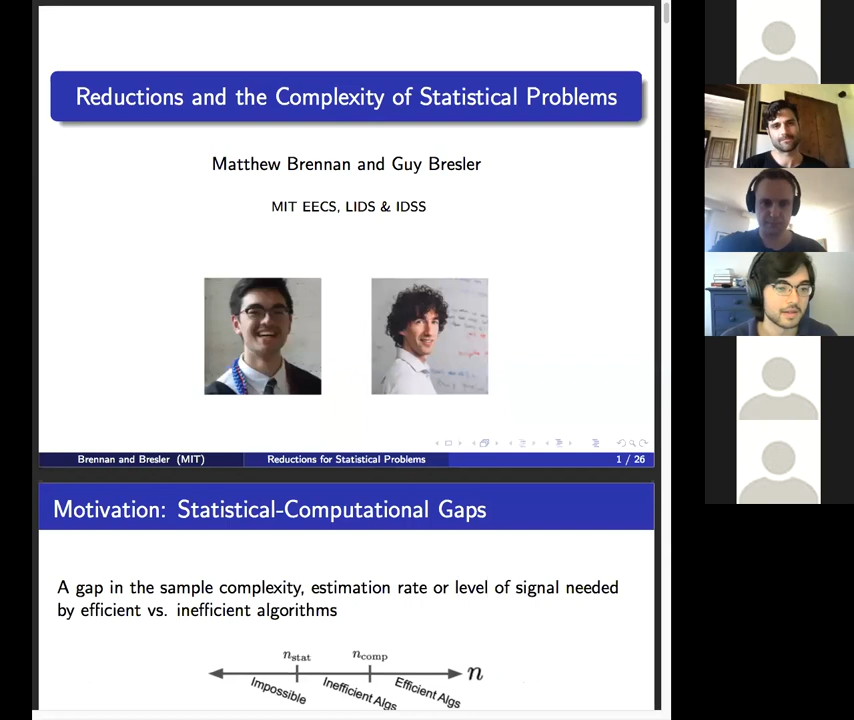 Reductions and the Complexity of Statistical Problems
Matthew Brennan and Guy Bresler
MIT EECS, LIDS & IDSS
Brennan and Bresler (MIT)
Reductions for Statistical Problems
1 / 26
Motivation: Statistical-Computational Gaps
A gap in the sample complexity, estimation rate or level of signal needed
by efficient vs. inefficient algorithms
n_stat
n_comp
n
Impossible
Inefficient Algs
Efficient Algs